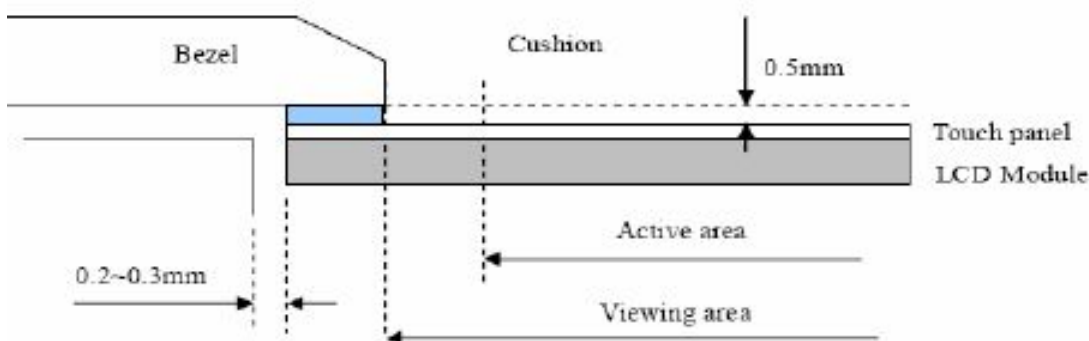 Cushion
Bezel
0.5mm
Touch panel
LCD Module
Active area
0.2~0.3mm
Viewing area